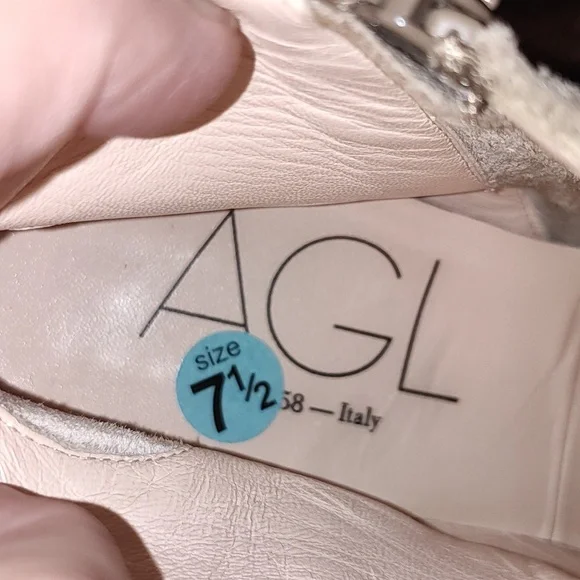 AGL
size
7 1/2
58 — Italy